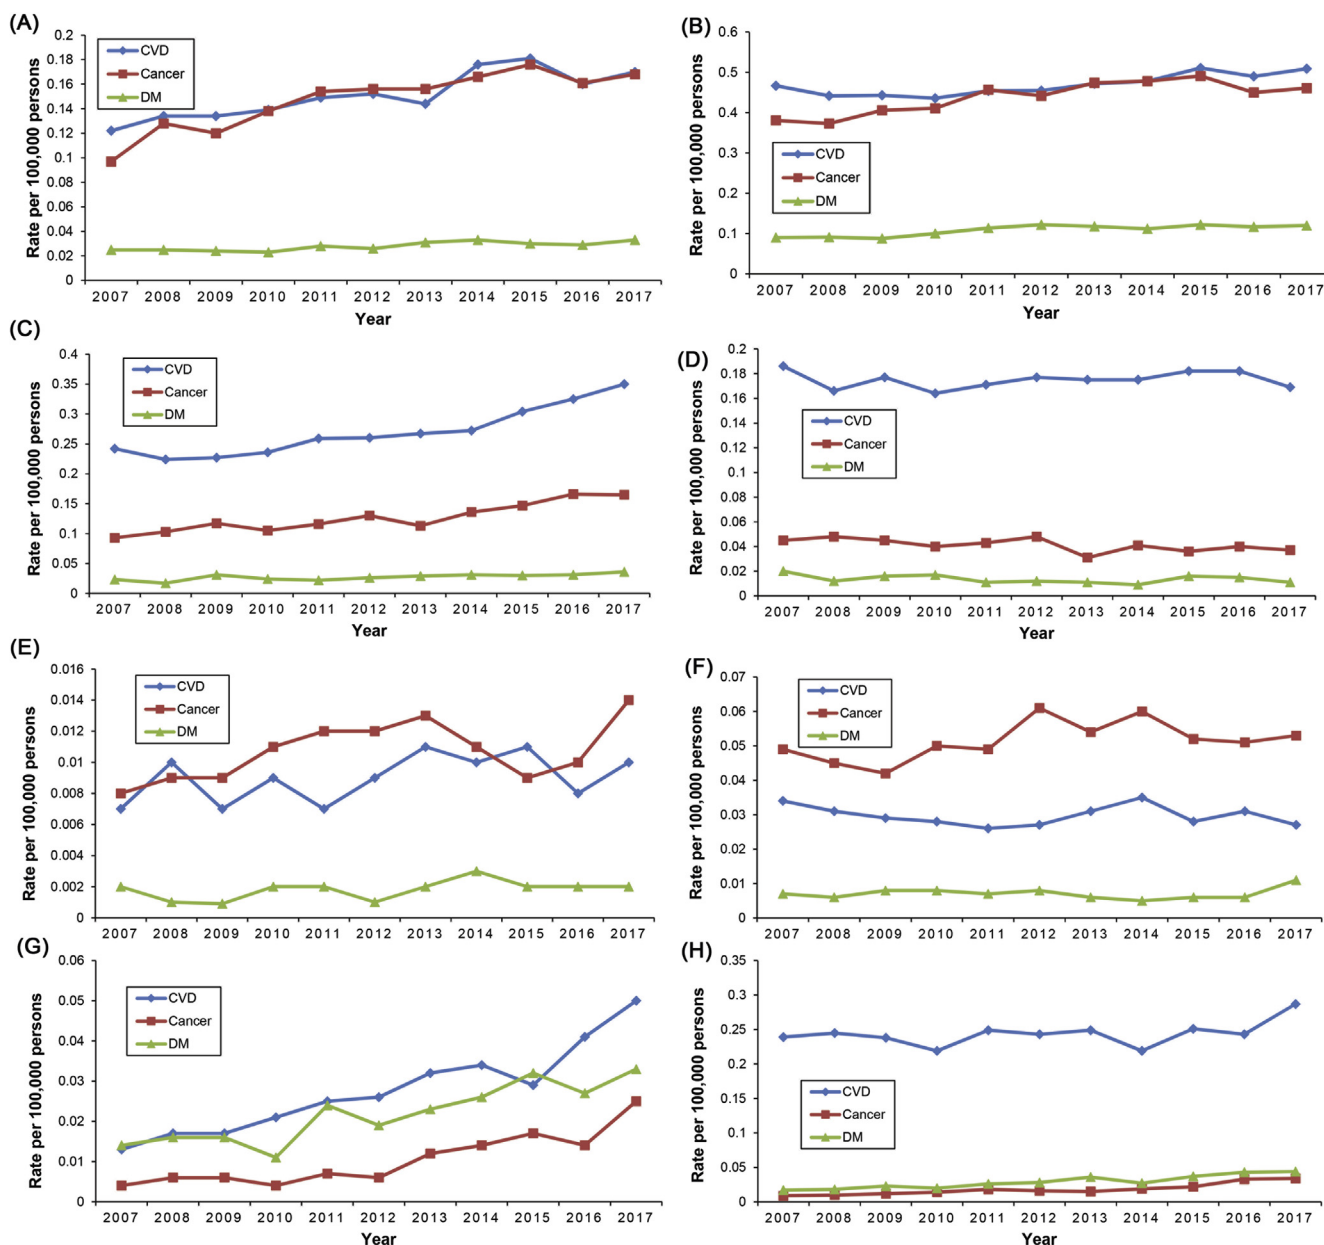 (A)
Rate per 100,000 persons
0.2
0.18
0.16
0.14
0.12
0.1
0.08
0.06
0.04
0.02
0
CVD
Cancer
DM
2007 2008 2009 2010 2011 2012 2013 2014 2015 2016 2017
Year
(B)
Rate per 100,000 persons
0.6
0.5
0.4
0.3
0.2
0.1
0
CVD
Cancer
DM
2007 2008 2009 2010 2011 2012 2013 2014 2015 2016 2017
Year
(C)
Rate per 100,000 persons
0.4
0.35
0.3
0.25
0.2
0.15
0.1
0.05
0
CVD
Cancer
DM
2007 2008 2009 2010 2011 2012 2013 2014 2015 2016 2017
Year
(D)
Rate per 100,000 persons
0.2
0.18
0.16
0.14
0.12
0.1
0.08
0.06
0.04
0.02
0
CVD
Cancer
DM
2007 2008 2009 2010 2011 2012 2013 2014 2015 2016 2017
Year
(E)
Rate per 100,000 persons
0.016
0.014
0.012
0.01
0.008
0.006
0.004
0.002
0
CVD
Cancer
DM
2007 2008 2009 2010 2011 2012 2013 2014 2015 2016 2017
Year
(F)
Rate per 100,000 persons
0.07
0.06
0.05
0.04
0.03
0.02
0.01
0
CVD
Cancer
DM
2007 2008 2009 2010 2011 2012 2013 2014 2015 2016 2017
Year
(G)
Rate per 100,000 persons
0.06
0.05
0.04
0.03
0.02
0.01
0
CVD
Cancer
DM
2007 2008 2009 2010 2011 2012 2013 2014 2015 2016 2017
Year
(H)
Rate per 100,000 persons
0.35
0.3
0.25
0.2
0.15
0.1
0.05
0
CVD
Cancer
DM
2007 2008 2009 2010 2011 2012 2013 2014 2015 2016 2017
Year